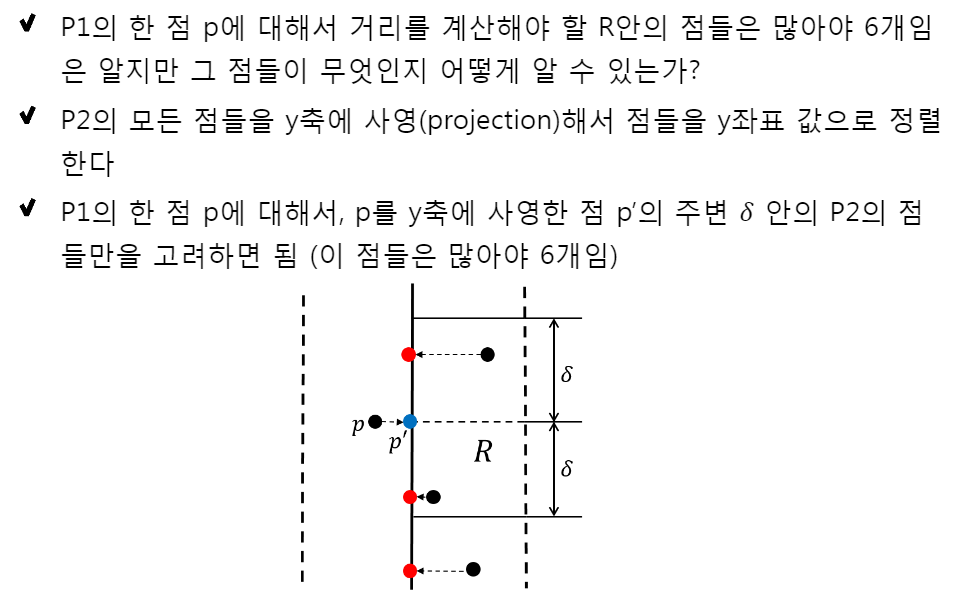 ✔ P1의 한 점 p에 대해서 거리를 계산해야 할 R안의 점들은 많아야 6개임
은 알지만 그 점들이 무엇인지 어떻게 알 수 있는가?
✔ P2의 모든 점들을 y축에 사영(projection)해서 점들을 y좌표 값으로 정렬
한다
✔ P1의 한 점 p에 대해서, p를 y축에 사영한 점 p′의 주변 δ 안의 P2의 점
들만을 고려하면 됨 (이 점들은 많아야 6개임)
δ
p
p′
R
δ